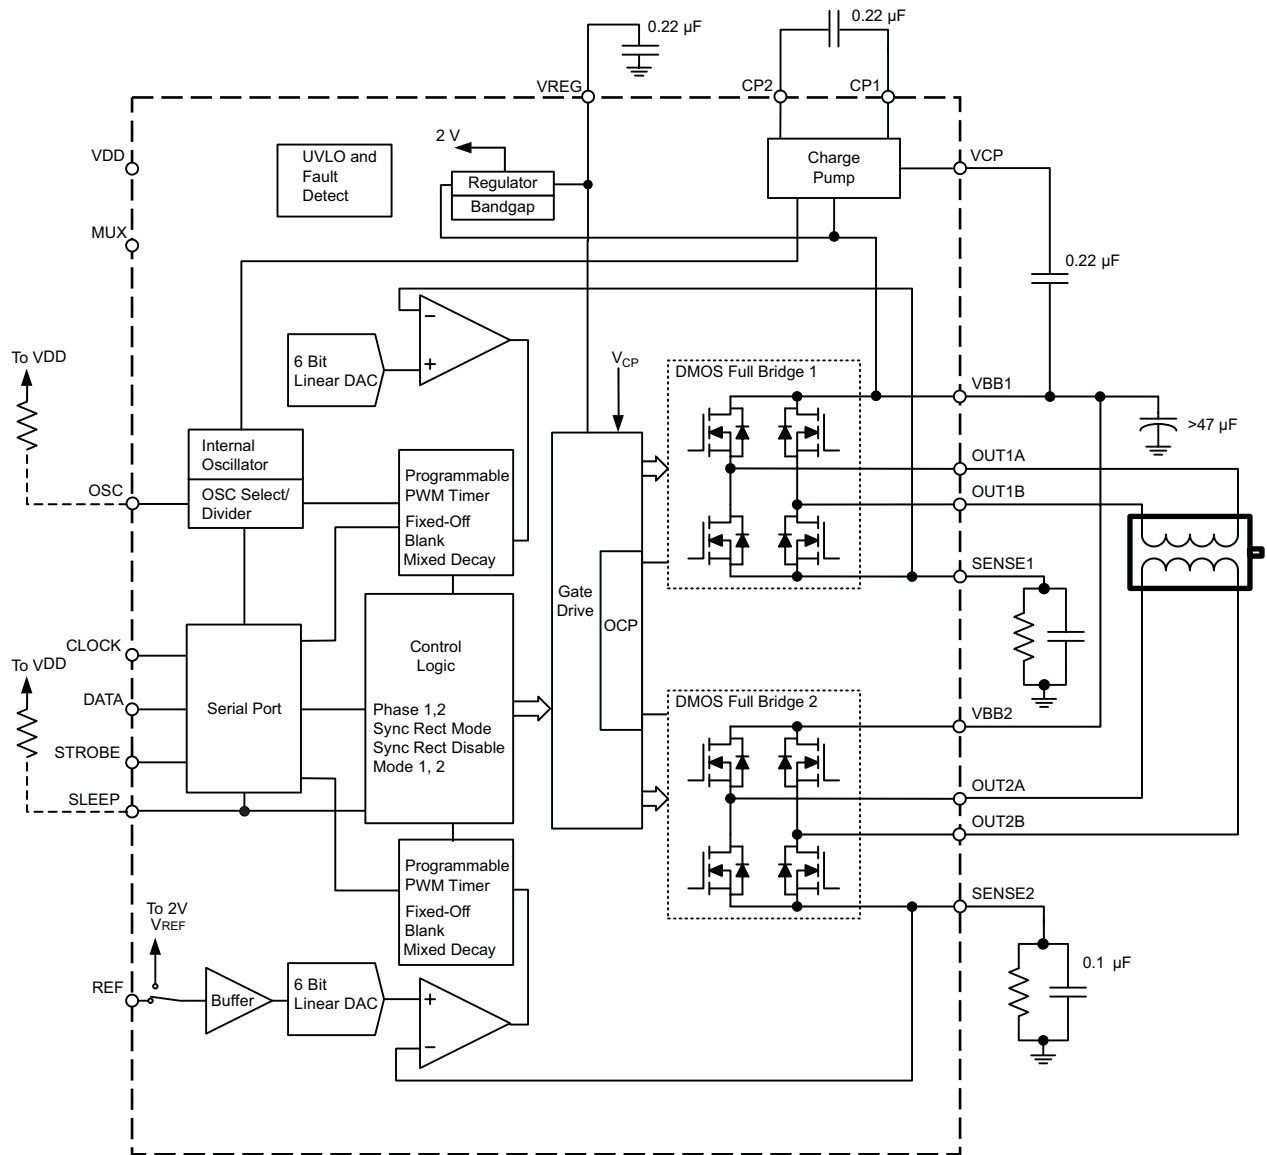 0.22 µF
0.22 µF
VREG
CP2
CP1
VDD
UVLO and
Fault
Detect
2 V
Regulator
Bandgap
Charge
Pump
VCP
MUX
0.22 µF
−
+
6 Bit
Linear DAC
To VDD
VCP
DMOS Full Bridge 1
VBB1
>47 µF
Internal
Oscillator
OSC Select/
Divider
OSC
Programmable
PWM Timer
Fixed-Off
Blank
Mixed Decay
OUT1A
OUT1B
SENSE1
Gate
Drive
OCP
CLOCK
To VDD
DATA
STROBE
SLEEP
Serial Port
Control
Logic
Phase 1,2
Sync Rect Mode
Sync Rect Disable
Mode 1, 2
DMOS Full Bridge 2
VBB2
OUT2A
OUT2B
Programmable
PWM Timer
Fixed-Off
Blank
Mixed Decay
SENSE2
To 2V
VREF
REF
Buffer
6 Bit
Linear DAC
+
−
0.1 µF